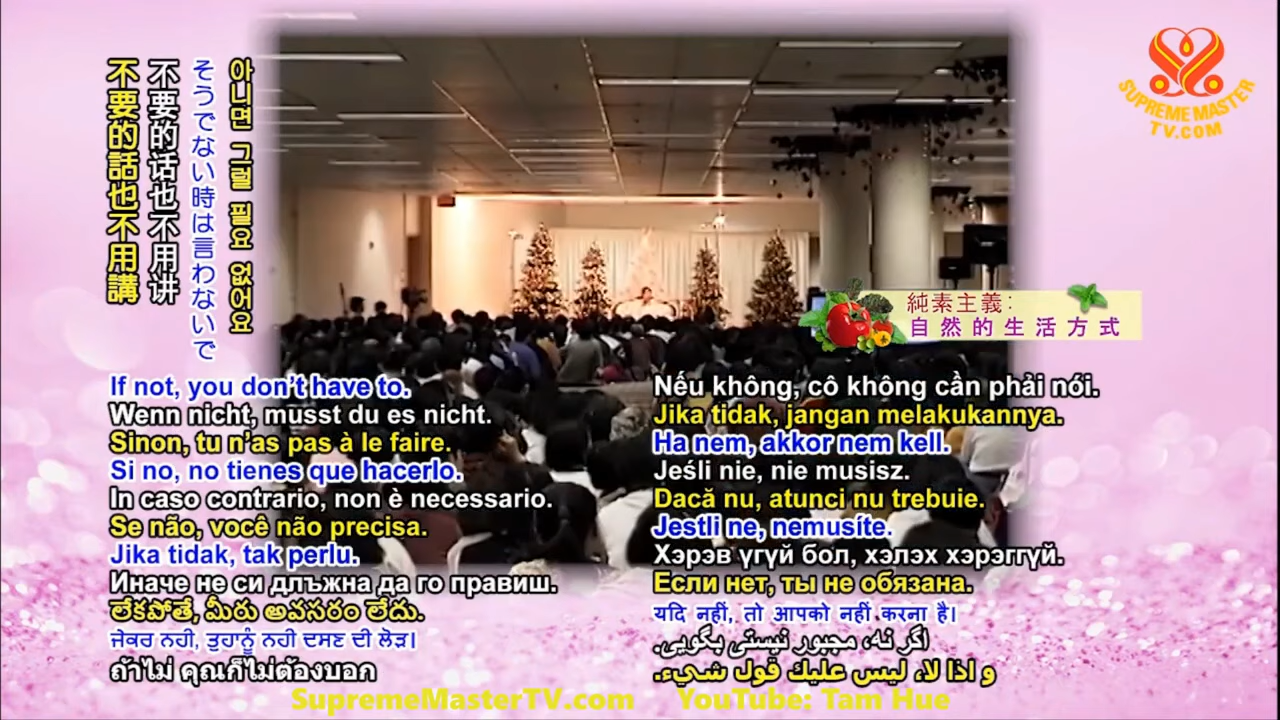 不要的話也不用講
不要的话也不用讲
そうでない時は言わないで
아니면 그럴 필요 없어요
SUPREME MASTER
TV.COM
純素主義：
自然的生活方式
If not, you don't have to.
Wenn nicht, musst du es nicht.
Sinon, tu n'as pas à le faire.
Si no, no tienes que hacerlo.
In caso contrario, non è necessario.
Se não, você não precisa.
Jika tidak, tak perlu.
Иначе не си длъжна да го правиш.
లేకపోతే, మీరు అవసరం లేదు.
ਜੇਕਰ ਨਹੀ, ਤੁਹਾਨੂੰ ਨਹੀ ਦਸਣ ਦੀ ਲੋੜ।
ถ้าไม่ คุณก็ไม่ต้องบอก
Nếu không, cô không cần phải nói.
Jika tidak, jangan melakukannya.
Ha nem, akkor nem kell.
Jeśli nie, nie musisz.
Dacă nu, atunci nu trebuie.
Jestli ne, nemusíte.
Хэрэв үгүй бол, хэлэх хэрэггүй.
Если нет, ты не обязана.
यदि नहीं, तो आपको नहीं करना है।
اگر نه، مجبور نیستی بگویی.
و اذا لا، ليس عليك قول شيء.
SupremeMasterTV.com YouTube: Tam Hue